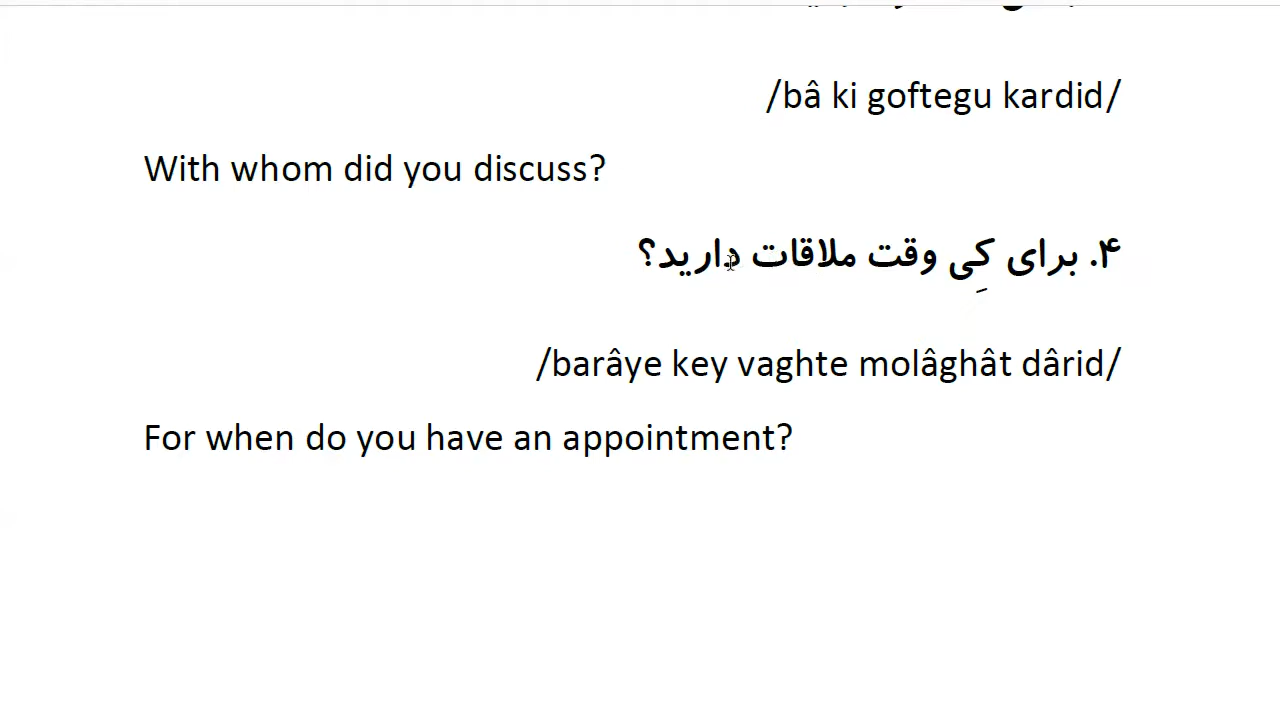 /bâ ki goftegu kardid/
With whom did you discuss?
۴. برای کِی وقت ملاقات دارید؟
/barâye key vaghte molâghât dârid/
For when do you have an appointment?